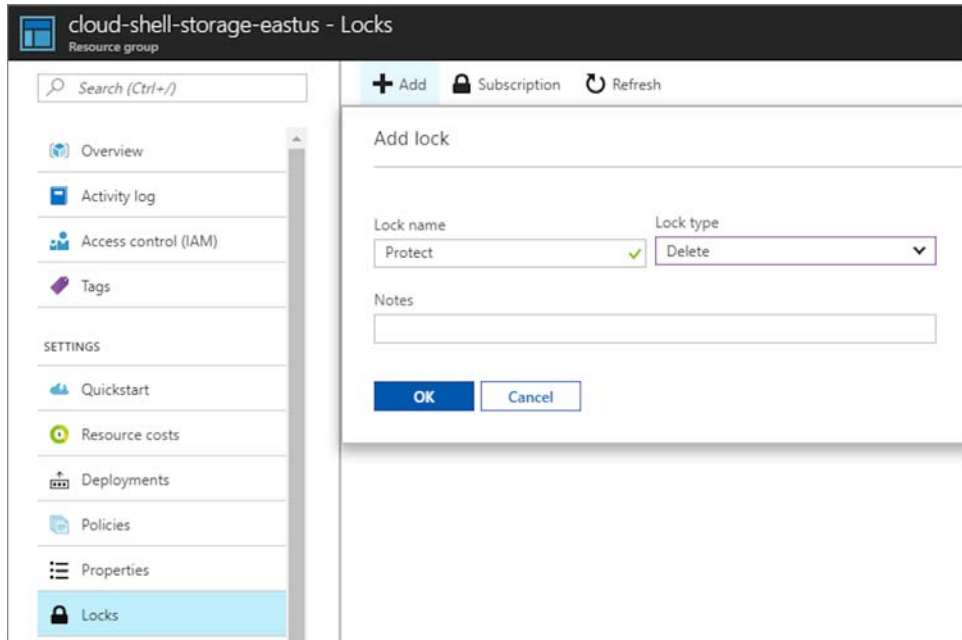 cloud-shell-storage-eastus - Locks
Resource group
Search (Ctrl+/)
Overview
Activity log
Access control (IAM)
Tags
SETTINGS
Quickstart
Resource costs
Deployments
Policies
Properties
Locks
Add Subscription Refresh
Add lock
Lock name Lock type
Protect Delete
Notes
OK Cancel